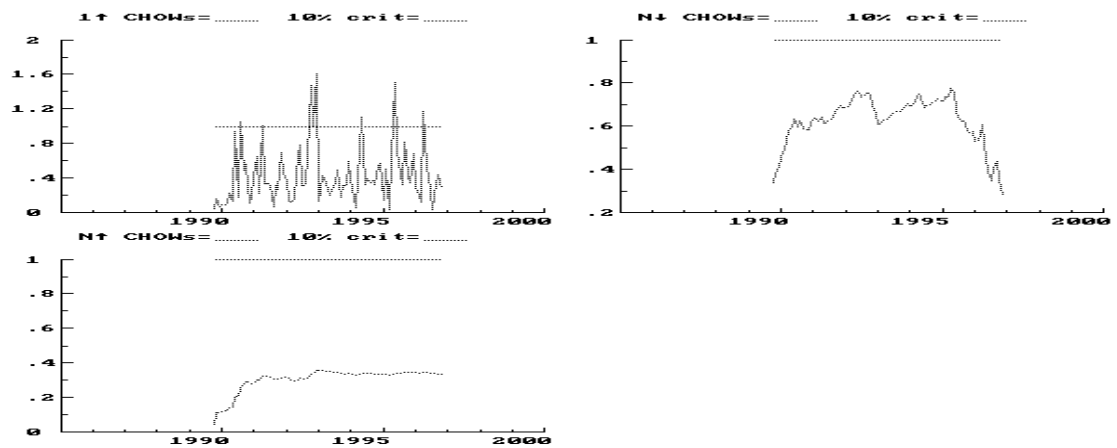 1↑ CHOWs=...... 10% crit=......
2
1.6
1.2
.8
.4
0
1990 1995 2000
N↓ CHOWs=...... 10% crit=......
1
.8
.6
.4
.2
1990 1995 2000
N↑ CHOWs=...... 10% crit=......
1
.8
.6
.4
.2
0
1990 1995 2000